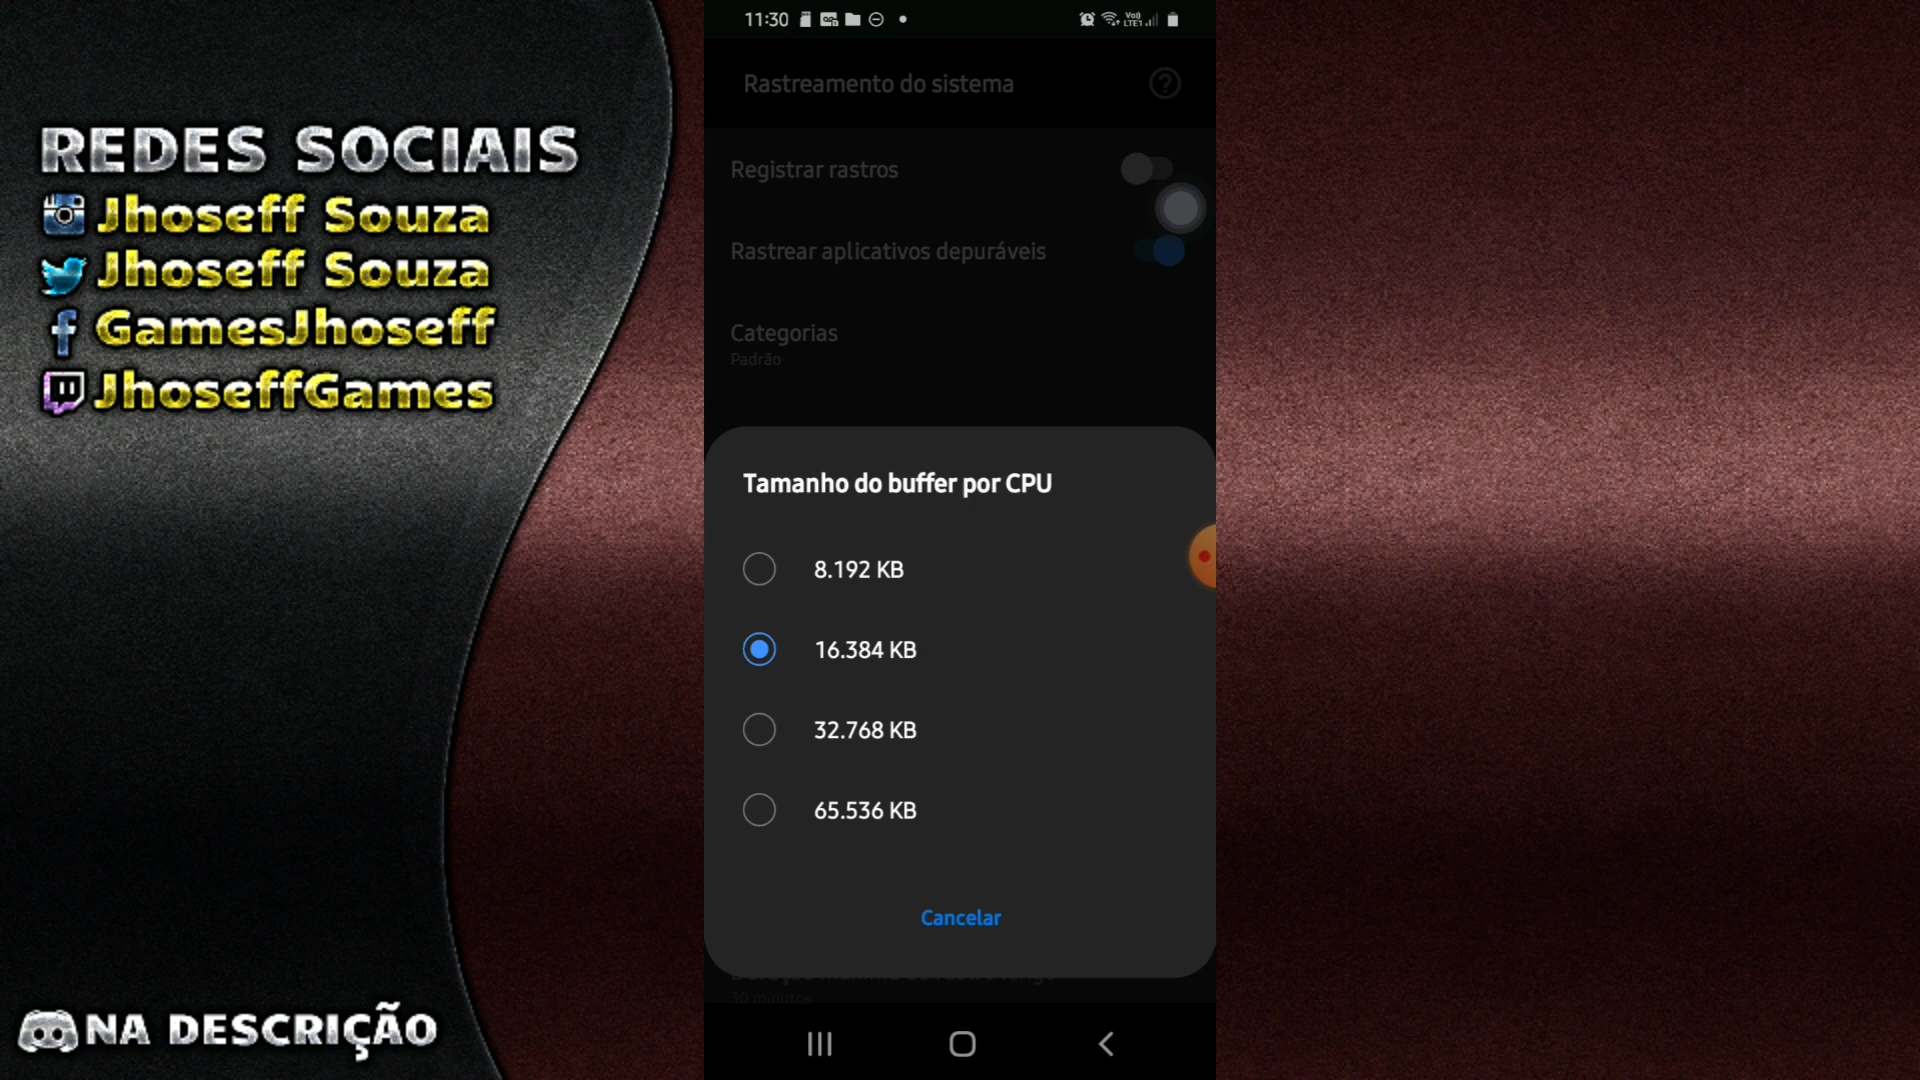 REDES SOCIAIS
Jhoseff Souza
Jhoseff Souza
GamesJhoseff
JhoseffGames
NA DESCRIÇÃO
11:30
Rastreamento do sistema
Registrar rastros
Rastrear aplicativos depuráveis
Categorias
Padrão
Tamanho do buffer por CPU
8.192 KB
16.384 KB
32.768 KB
65.536 KB
Cancelar
30 minutos